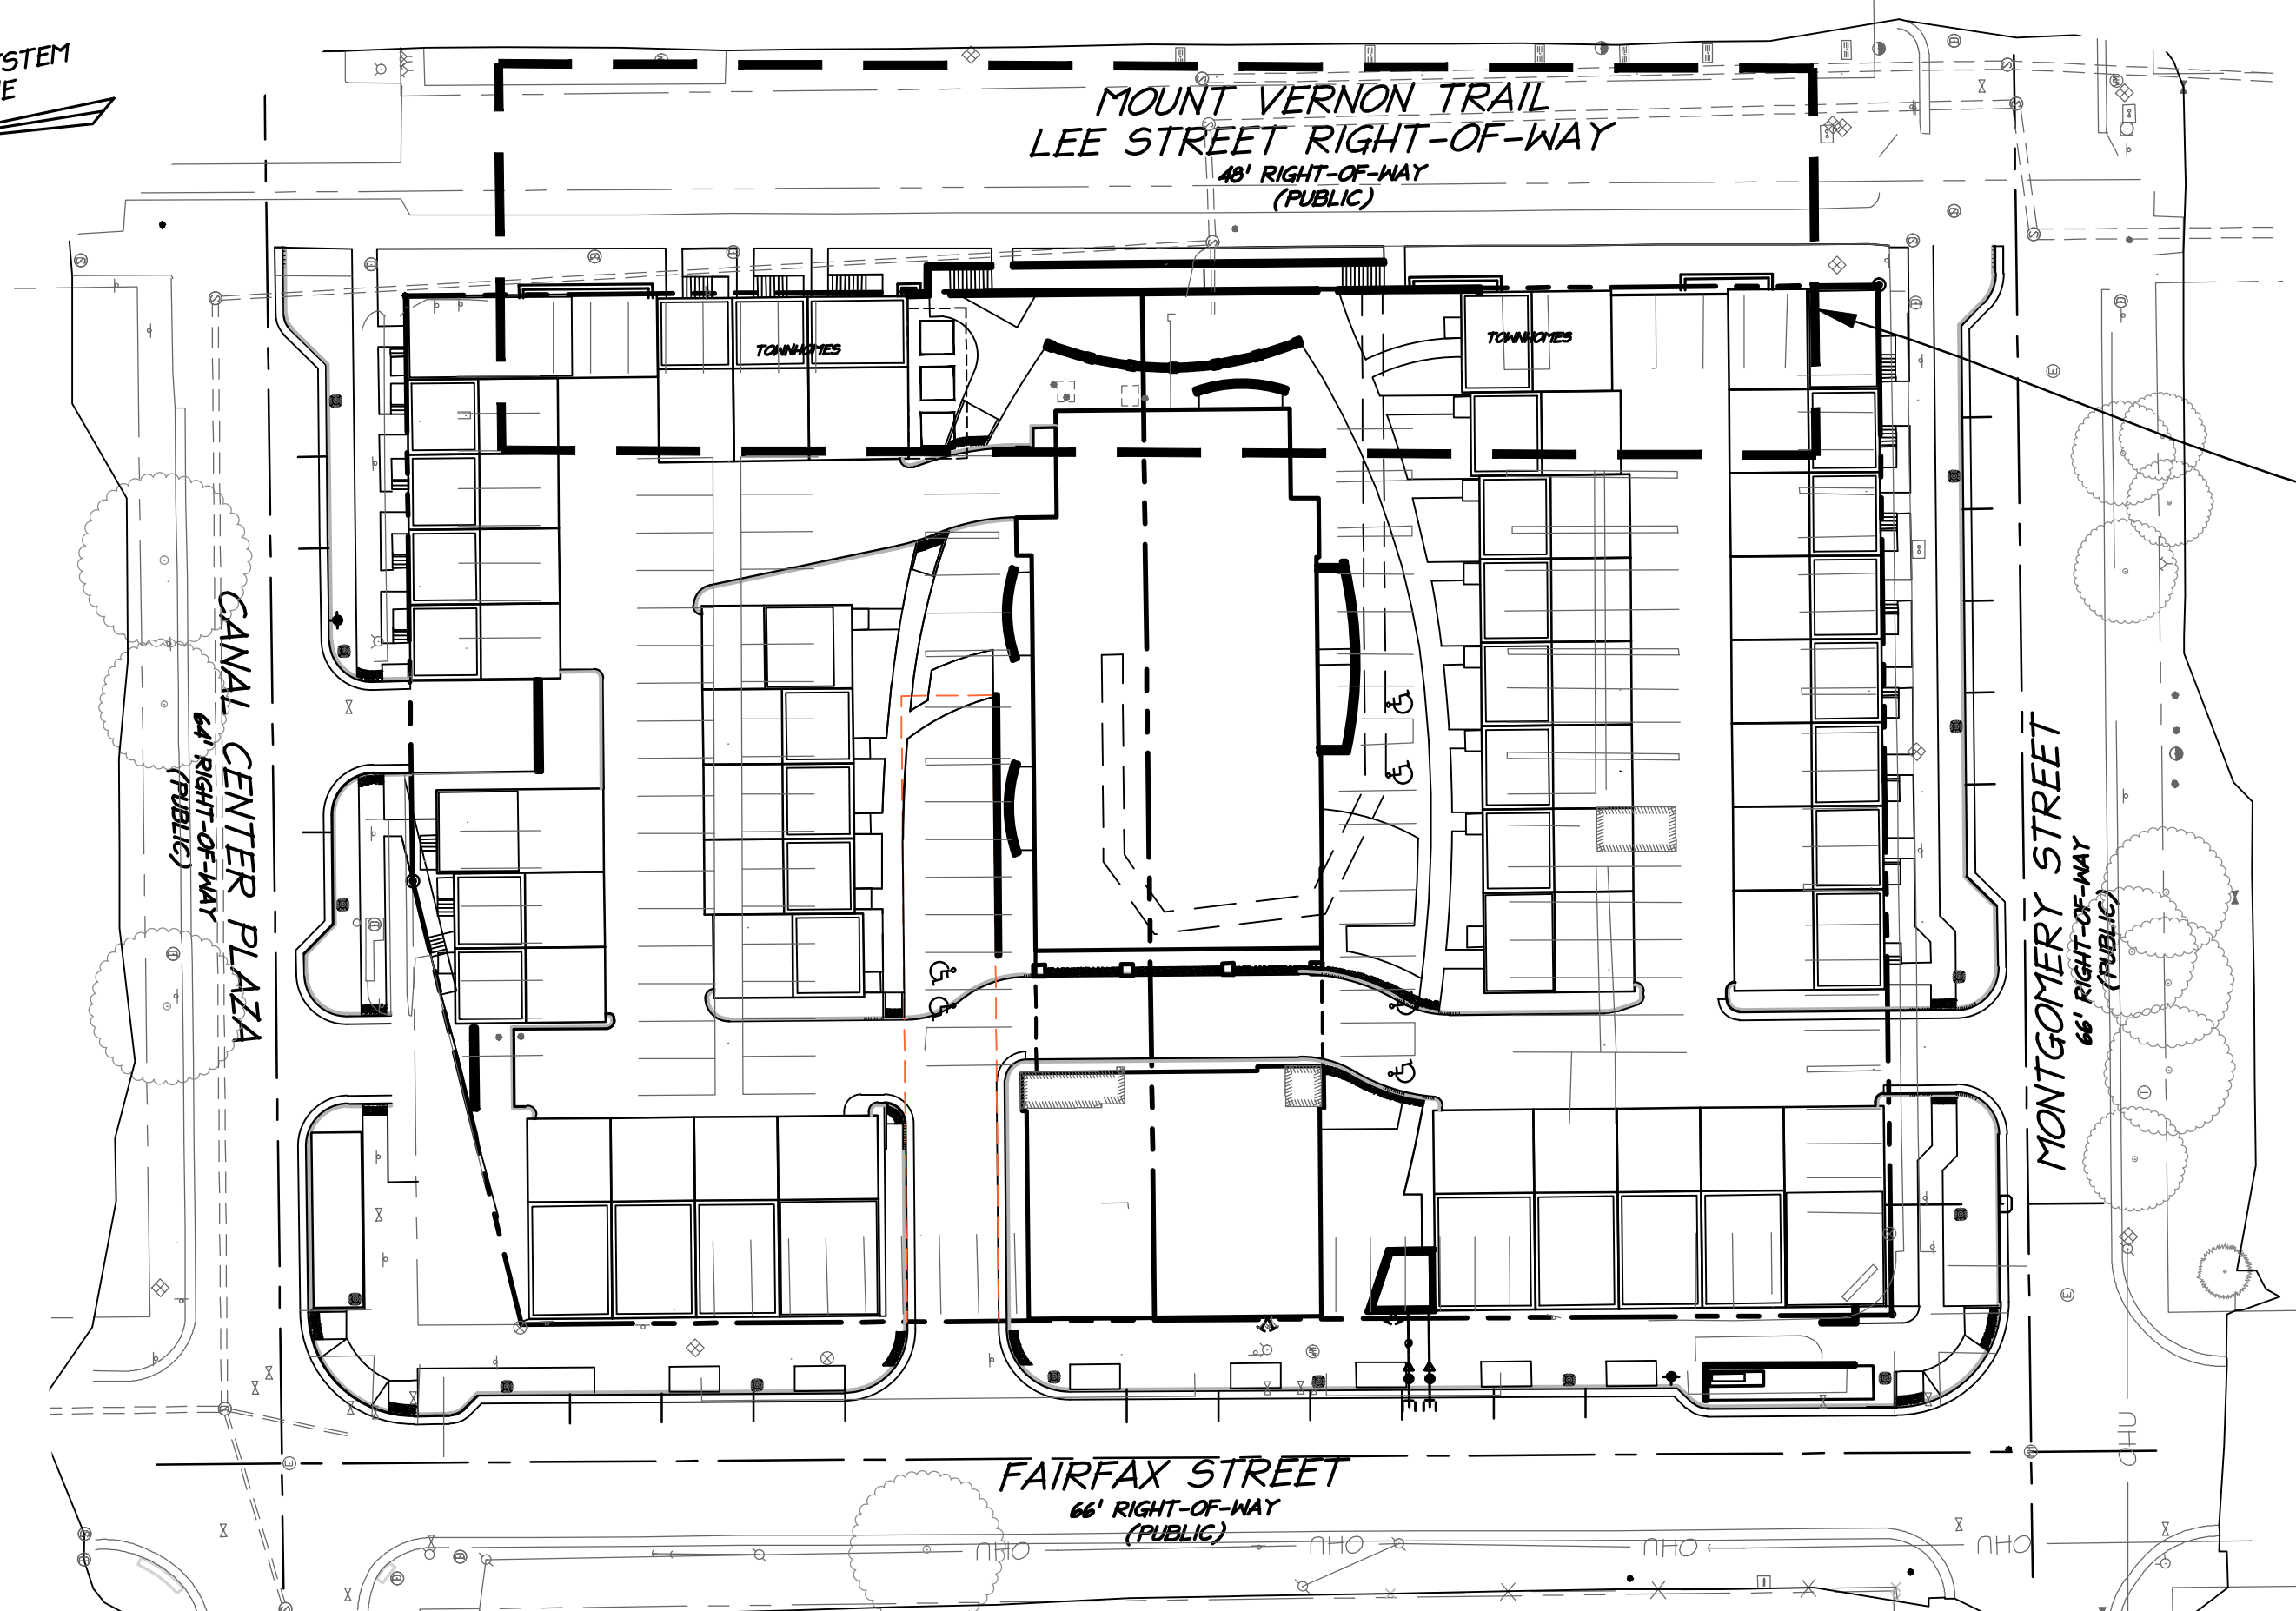 YSTEM
E
MOUNT VERNON TRAIL
LEE STREET RIGHT-OF-WAY
48' RIGHT-OF-WAY
(PUBLIC)
TOWNHOMES
TOWNHOMES
CANAL CENTER PLAZA
64' RIGHT-OF-WAY
(PUBLIC)
MONTGOMERY STREET
66' RIGHT-OF-WAY
(PUBLIC)
FAIRFAX STREET
66' RIGHT-OF-WAY
(PUBLIC)
OHU
OHU
OHU
OHU
OHU